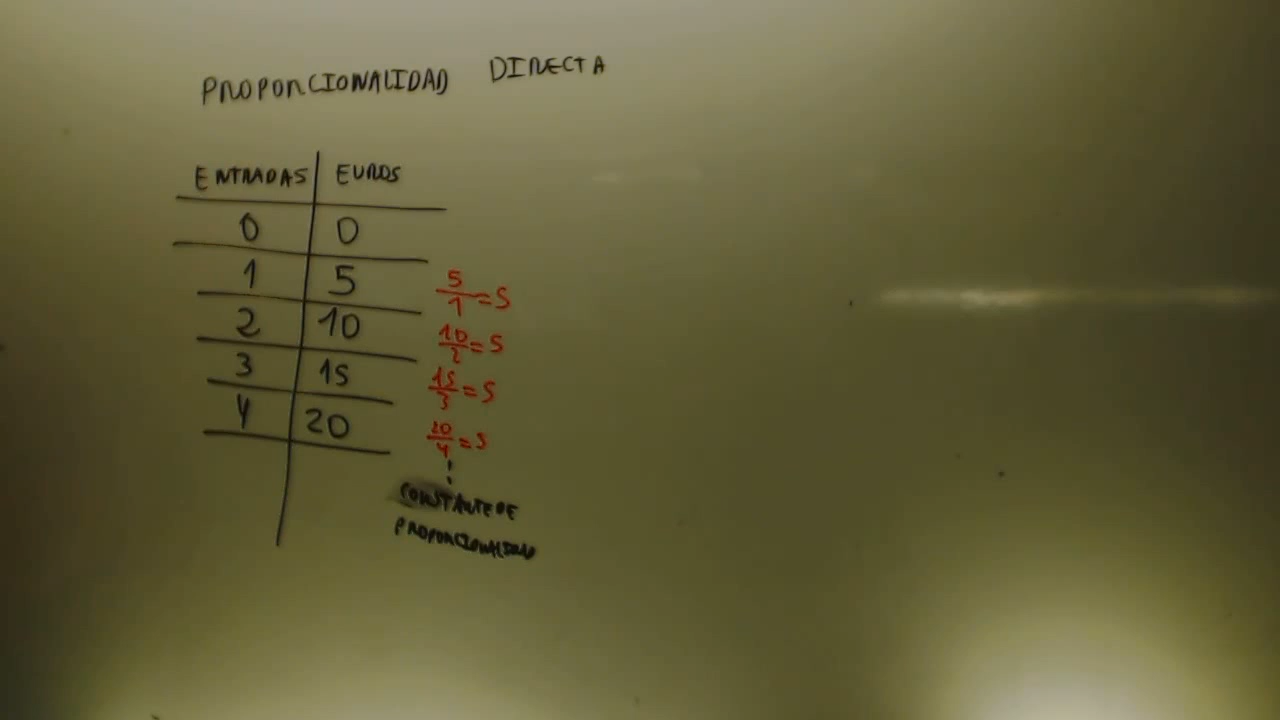 PROPORCIONALIDAD DIRECTA
ENTRADAS EUROS
0 0
1 5 5/1=5
2 10 10/2=5
3 15 15/3=5
4 20 20/4=5
CONSTANTE DE
PROPORCIONALIDAD